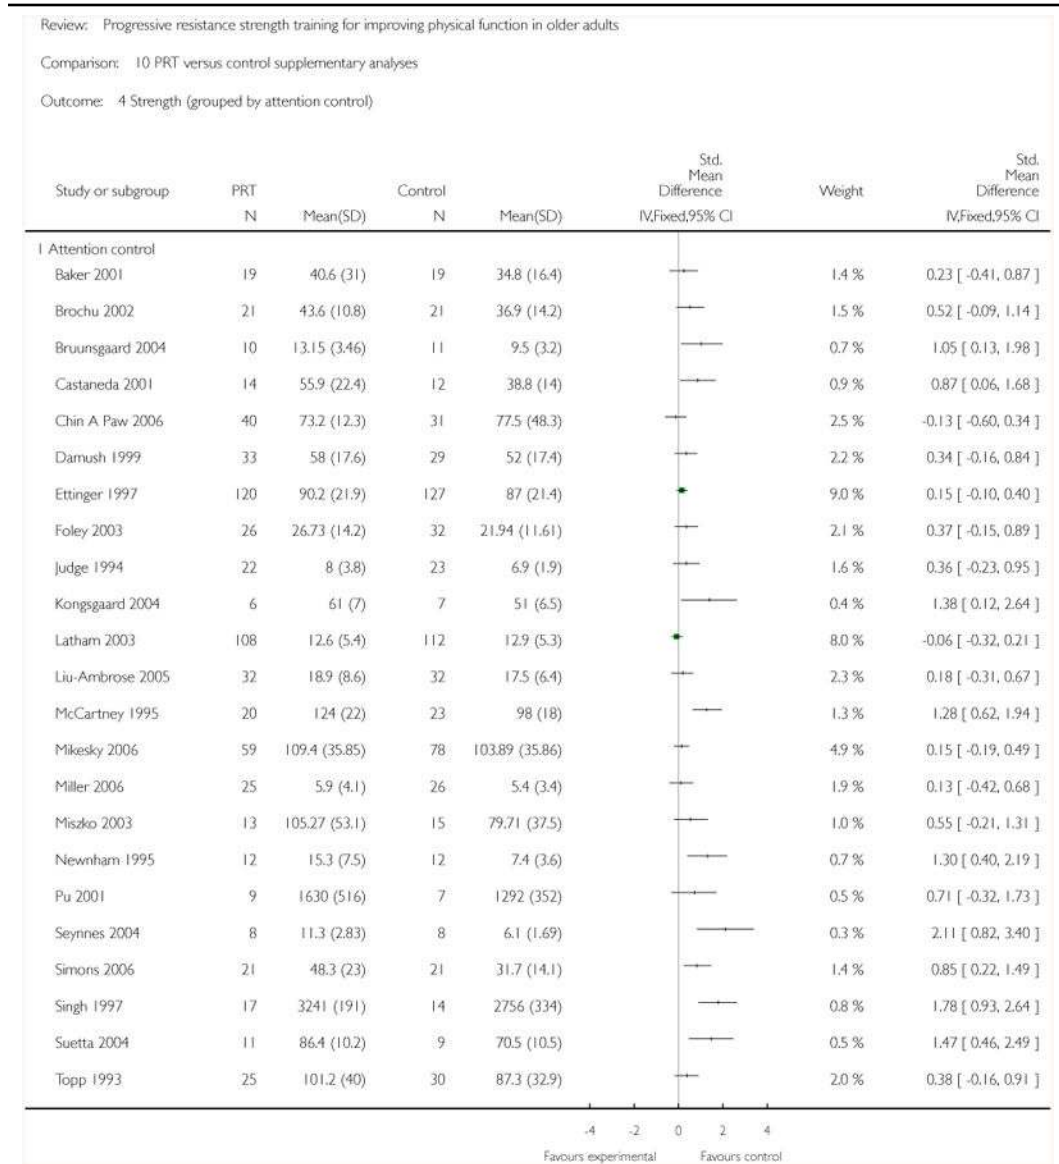 Review: Progressive resistance strength training for improving physical function in older adults
Comparison: 10 PRT versus control supplementary analyses
Outcome: 4 Strength (grouped by attention control)
Study or subgroup PRT Control Std. Mean Difference Weight Std. Mean Difference
N Mean(SD) N Mean(SD) IV,Fixed,95% CI IV,Fixed,95% CI
1 Attention control
Baker 2001 19 40.6 (31) 19 34.8 (16.4) 1.4 % 0.23 [ -0.41, 0.87 ]
Brochu 2002 21 43.6 (10.8) 21 36.9 (14.2) 1.5 % 0.52 [ -0.09, 1.14 ]
Bruunsgaard 2004 10 13.15 (3.46) 11 9.5 (3.2) 0.7 % 1.05 [ 0.13, 1.98 ]
Castaneda 2001 14 55.9 (22.4) 12 38.8 (14) 0.9 % 0.87 [ 0.06, 1.68 ]
Chin A Paw 2006 40 73.2 (12.3) 31 77.5 (48.3) 2.5 % -0.13 [ -0.60, 0.34 ]
Damush 1999 33 58 (17.6) 29 52 (17.4) 2.2 % 0.34 [ -0.16, 0.84 ]
Ettinger 1997 120 90.2 (21.9) 127 87 (21.4) 9.0 % 0.15 [ -0.10, 0.40 ]
Foley 2003 26 26.73 (14.2) 32 21.94 (11.61) 2.1 % 0.37 [ -0.15, 0.89 ]
Judge 1994 22 8 (3.8) 23 6.9 (1.9) 1.6 % 0.36 [ -0.23, 0.95 ]
Kongsgaard 2004 6 61 (7) 7 51 (6.5) 0.4 % 1.38 [ 0.12, 2.64 ]
Latham 2003 108 12.6 (5.4) 112 12.9 (5.3) 8.0 % -0.06 [ -0.32, 0.21 ]
Liu-Ambrose 2005 32 18.9 (8.6) 32 17.5 (6.4) 2.3 % 0.18 [ -0.31, 0.67 ]
McCartney 1995 20 124 (22) 23 98 (18) 1.3 % 1.28 [ 0.62, 1.94 ]
Mikesky 2006 59 109.4 (35.85) 78 103.89 (35.86) 4.9 % 0.15 [ -0.19, 0.49 ]
Miller 2006 25 5.9 (4.1) 26 5.4 (3.4) 1.9 % 0.13 [ -0.42, 0.68 ]
Miszko 2003 13 105.27 (53.1) 15 79.71 (37.5) 1.0 % 0.55 [ -0.21, 1.31 ]
Newnham 1995 12 15.3 (7.5) 12 7.4 (3.6) 0.7 % 1.30 [ 0.40, 2.19 ]
Pu 2001 9 1630 (516) 7 1292 (352) 0.5 % 0.71 [ -0.32, 1.73 ]
Seynnes 2004 8 11.3 (2.83) 8 6.1 (1.69) 0.3 % 2.11 [ 0.82, 3.40 ]
Simons 2006 21 48.3 (23) 21 31.7 (14.1) 1.4 % 0.85 [ 0.22, 1.49 ]
Singh 1997 17 3241 (191) 14 2756 (334) 0.8 % 1.78 [ 0.93, 2.64 ]
Suetta 2004 11 86.4 (10.2) 9 70.5 (10.5) 0.5 % 1.47 [ 0.46, 2.49 ]
Topp 1993 25 101.2 (40) 30 87.3 (32.9) 2.0 % 0.38 [ -0.16, 0.91 ]
-4 -2 0 2 4
Favours experimental Favours control